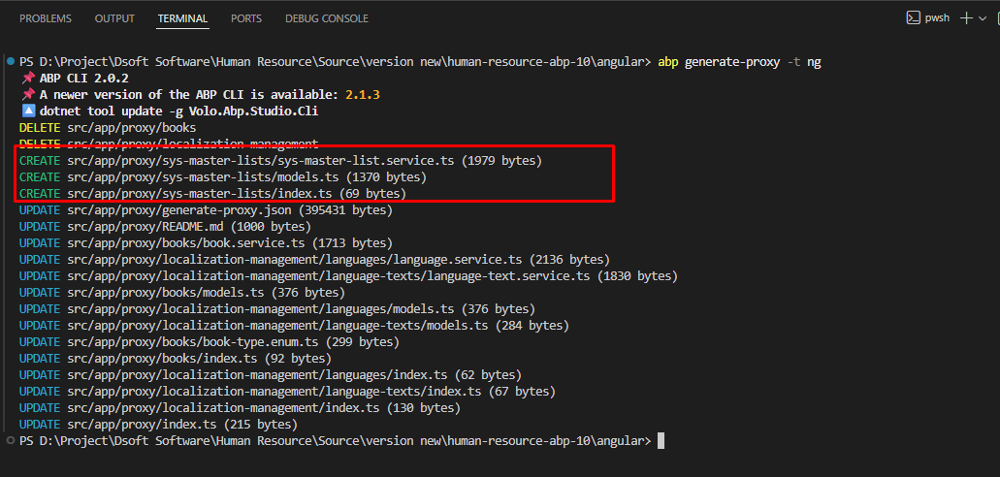 PROBLEMS OUTPUT TERMINAL PORTS DEBUG CONSOLE pwsh
PS D:\Project\Dsoft Software\Human Resource\Source\version new\human-resource-abp-10\angular> abp generate-proxy -t ng
ABP CLI 2.0.2
A newer version of the ABP CLI is available: 2.1.3
dotnet tool update -g Volo.Abp.Studio.Cli
DELETE src/app/proxy/books
DELETE src/app/proxy/localization-management
CREATE src/app/proxy/sys-master-lists/sys-master-list.service.ts (1979 bytes)
CREATE src/app/proxy/sys-master-lists/models.ts (1370 bytes)
CREATE src/app/proxy/sys-master-lists/index.ts (69 bytes)
UPDATE src/app/proxy/generate-proxy.json (395431 bytes)
UPDATE src/app/proxy/README.md (1000 bytes)
UPDATE src/app/proxy/books/book.service.ts (1713 bytes)
UPDATE src/app/proxy/localization-management/languages/language.service.ts (2136 bytes)
UPDATE src/app/proxy/localization-management/language-texts/language-text.service.ts (1830 bytes)
UPDATE src/app/proxy/books/models.ts (376 bytes)
UPDATE src/app/proxy/localization-management/languages/models.ts (376 bytes)
UPDATE src/app/proxy/localization-management/language-texts/models.ts (284 bytes)
UPDATE src/app/proxy/books/book-type.enum.ts (299 bytes)
UPDATE src/app/proxy/books/index.ts (92 bytes)
UPDATE src/app/proxy/localization-management/languages/index.ts (62 bytes)
UPDATE src/app/proxy/localization-management/language-texts/index.ts (67 bytes)
UPDATE src/app/proxy/localization-management/index.ts (130 bytes)
UPDATE src/app/proxy/index.ts (215 bytes)
PS D:\Project\Dsoft Software\Human Resource\Source\version new\human-resource-abp-10\angular>